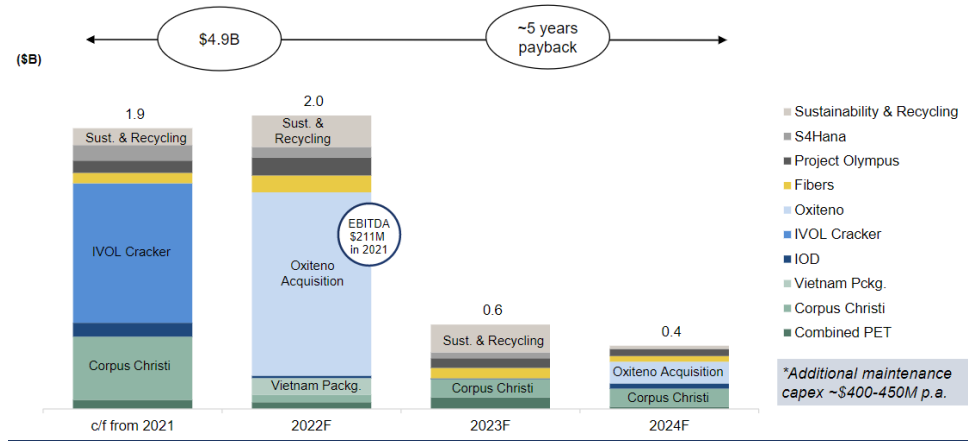 $4.9B
~5 years
payback
($B)
1.9
2.0
0.6
0.4
Sust. & Recycling
IVOL Cracker
Corpus Christi
Sust. &
Recycling
EBITDA
$211M
in 2021
Oxiteno
Acquisition
Vietnam Packg.
Sust. & Recycling
Corpus Christi
Oxiteno Acquisition
Corpus Christi
c/f from 2021
2022F
2023F
2024F
Sustainability & Recycling
S4Hana
Project Olympus
Fibers
Oxiteno
IVOL Cracker
IOD
Vietnam Pckg.
Corpus Christi
Combined PET
*Additional maintenance
capex ~$400-450M p.a.